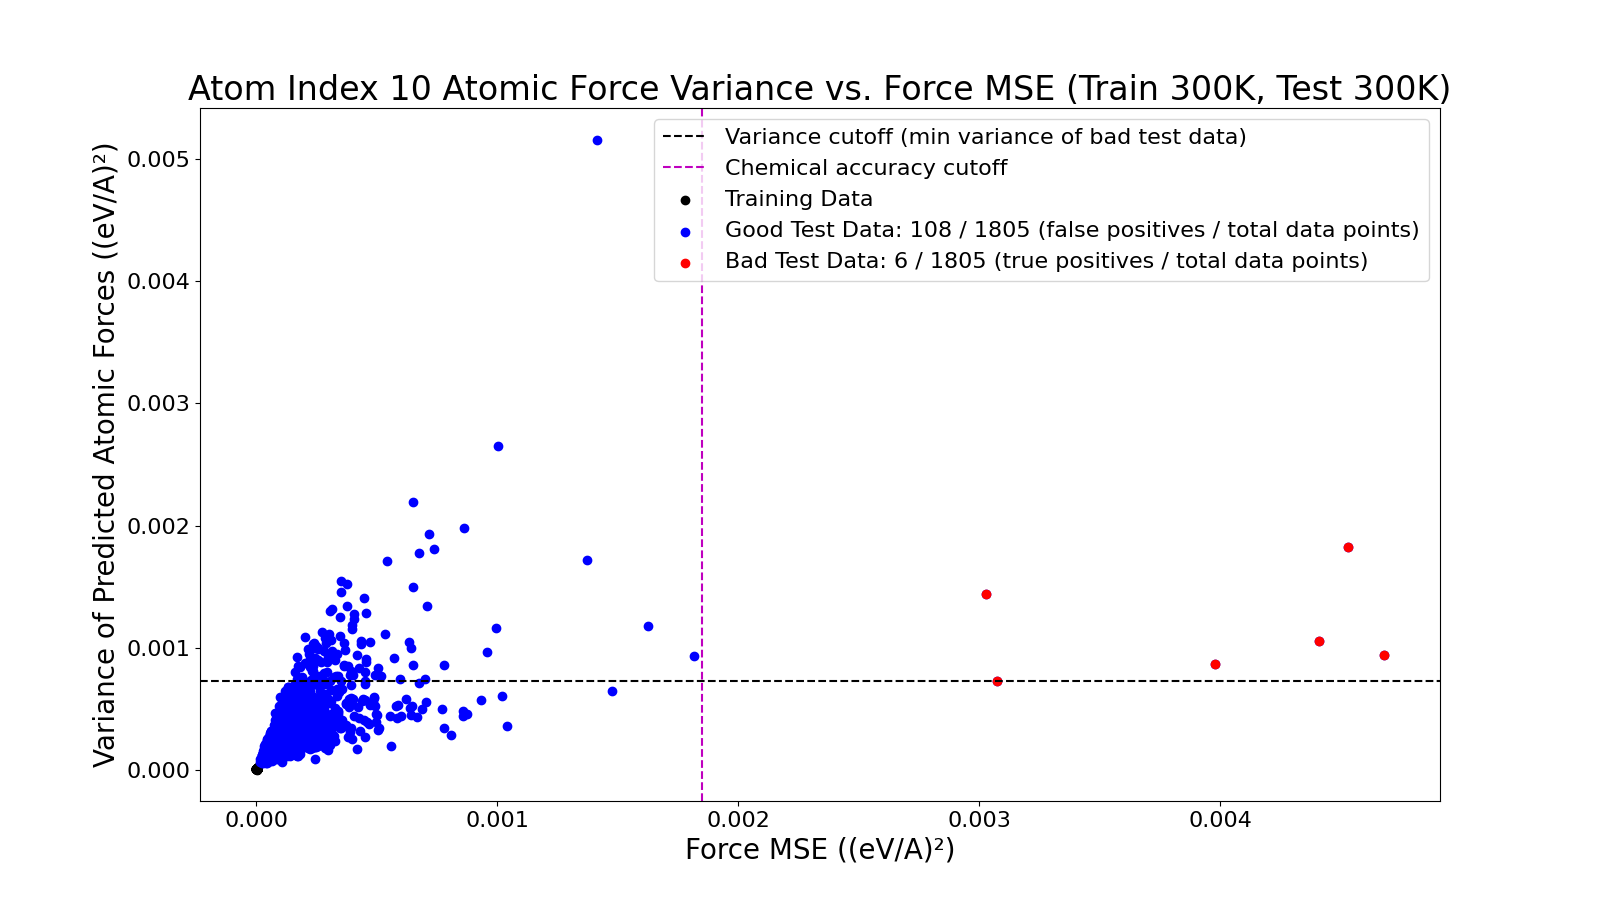 Atom Index 10 Atomic Force Variance vs. Force MSE (Train 300K, Test 300K)
Variance cutoff (min variance of bad test data)
Chemical accuracy cutoff
Training Data
Good Test Data: 108 / 1805 (false positives / total data points)
Bad Test Data: 6 / 1805 (true positives / total data points)
Variance of Predicted Atomic Forces ((eV/A)²)
0.005
0.004
0.003
0.002
0.001
0.000
0.000 0.001 0.002 0.003 0.004
Force MSE ((eV/A)²)